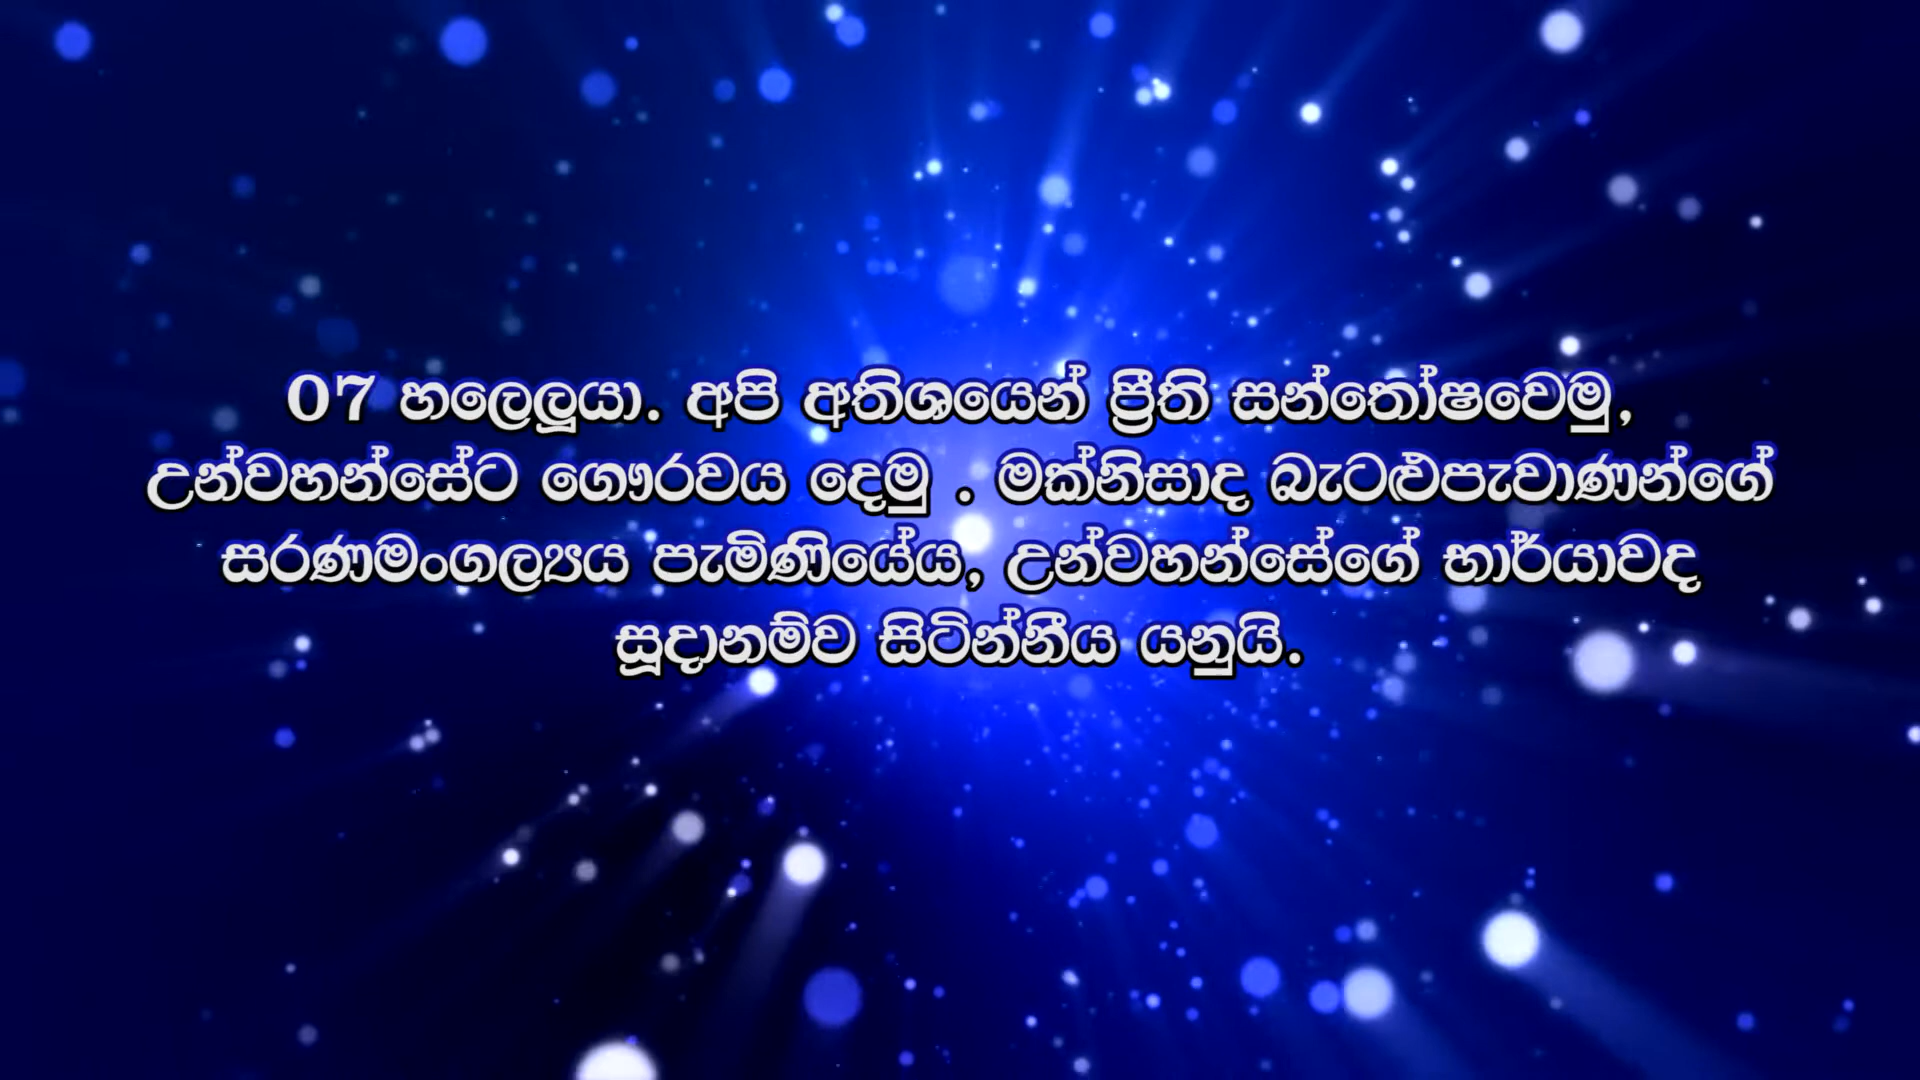 07 හලෙලූයා. අපි අතිශයෙන් ප්‍රීති සන්තෝෂවෙමු,
උන්වහන්සේට ගෞරවය දෙමු . මක්නිසාද බැටළුපැවාණන්ගේ
සරණමංගල්‍යය පැමිණියේය, උන්වහන්සේගේ භාර්යාවද
සූදානම්ව සිටින්නීය යනුයි.